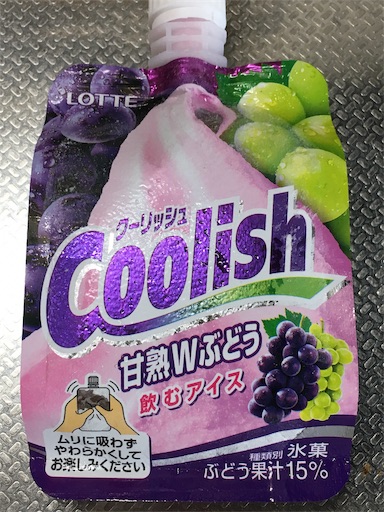 LOTTE
クーリッシュ
Coolish
甘熟Wぶどう
飲むアイス
ムリに吸わず
やわらかくして
お楽しみください
種類別 氷菓
ぶどう果汁15%